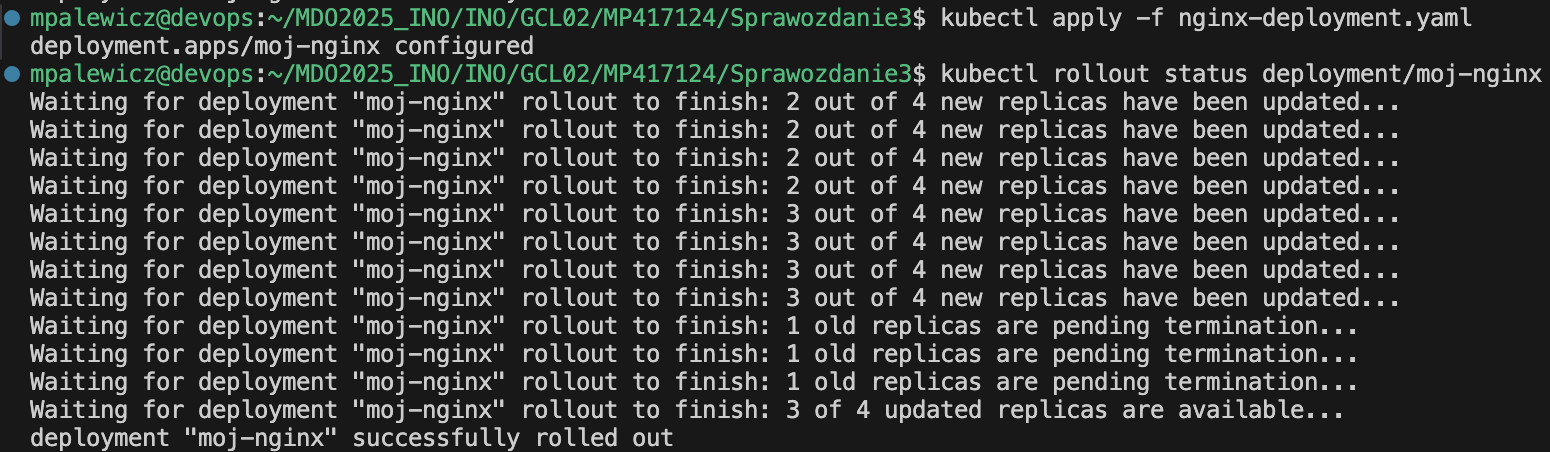 mpalewicz@devops:~/MDO2025_INO/INO/GCL02/MP417124/Sprawozdanie3$ kubectl apply -f nginx-deployment.yaml
deployment.apps/moj-nginx configured
mpalewicz@devops:~/MDO2025_INO/INO/GCL02/MP417124/Sprawozdanie3$ kubectl rollout status deployment/moj-nginx
Waiting for deployment "moj-nginx" rollout to finish: 2 out of 4 new replicas have been updated...
Waiting for deployment "moj-nginx" rollout to finish: 2 out of 4 new replicas have been updated...
Waiting for deployment "moj-nginx" rollout to finish: 2 out of 4 new replicas have been updated...
Waiting for deployment "moj-nginx" rollout to finish: 2 out of 4 new replicas have been updated...
Waiting for deployment "moj-nginx" rollout to finish: 3 out of 4 new replicas have been updated...
Waiting for deployment "moj-nginx" rollout to finish: 3 out of 4 new replicas have been updated...
Waiting for deployment "moj-nginx" rollout to finish: 3 out of 4 new replicas have been updated...
Waiting for deployment "moj-nginx" rollout to finish: 3 out of 4 new replicas have been updated...
Waiting for deployment "moj-nginx" rollout to finish: 1 old replicas are pending termination...
Waiting for deployment "moj-nginx" rollout to finish: 1 old replicas are pending termination...
Waiting for deployment "moj-nginx" rollout to finish: 1 old replicas are pending termination...
Waiting for deployment "moj-nginx" rollout to finish: 3 of 4 updated replicas are available...
deployment "moj-nginx" successfully rolled out